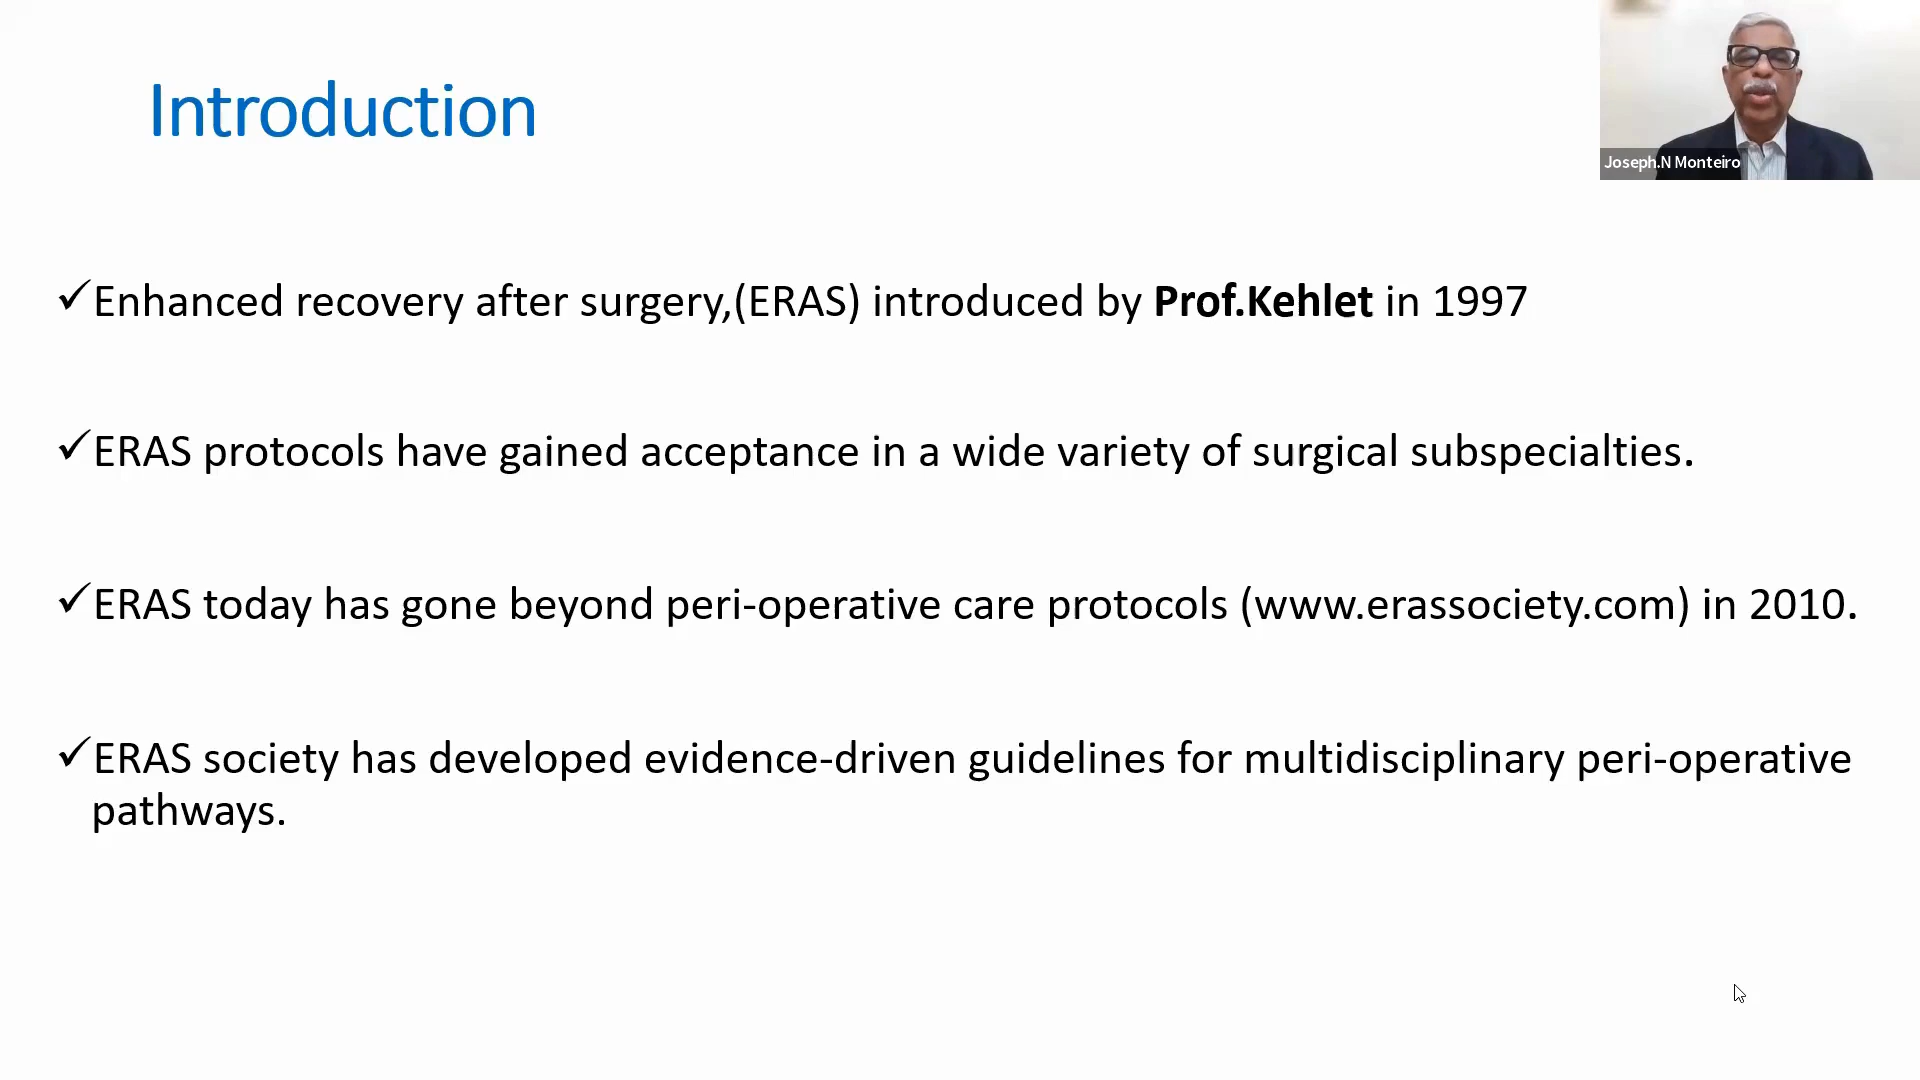 Introduction
Joseph.N Monteiro
✓Enhanced recovery after surgery,(ERAS) introduced by Prof.Kehlet in 1997
✓ERAS protocols have gained acceptance in a wide variety of surgical subspecialties.
✓ERAS today has gone beyond peri-operative care protocols (www.erassociety.com) in 2010.
✓ERAS society has developed evidence-driven guidelines for multidisciplinary peri-operative
pathways.